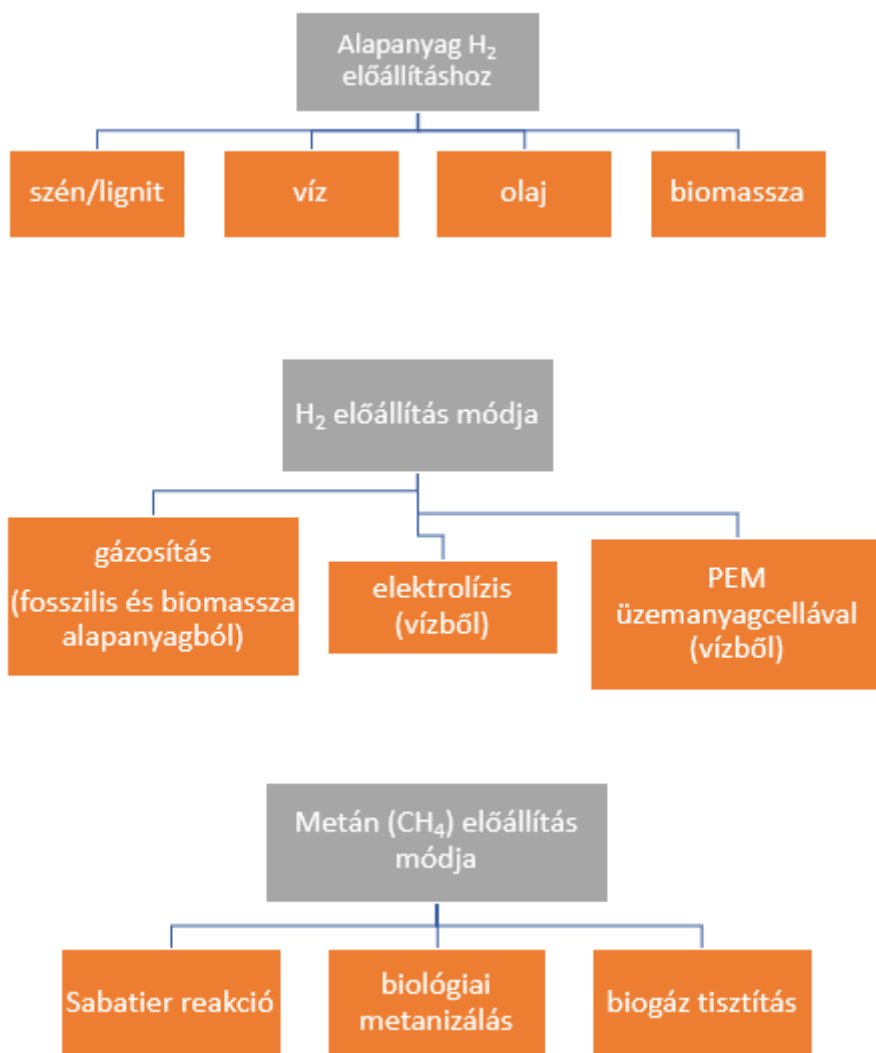 Alapanyag H₂
előállításhoz
szén/lignit
víz
olaj
biomassza
H₂ előállítás módja
gázosítás
(fosszilis és biomassza
alapanyagból)
elektrolízis
(vízből)
PEM
üzemanyagcellával
(vízből)
Metán (CH₄) előállítás
módja
Sabatier reakció
biológiai
metanizálás
biogáz tisztítás